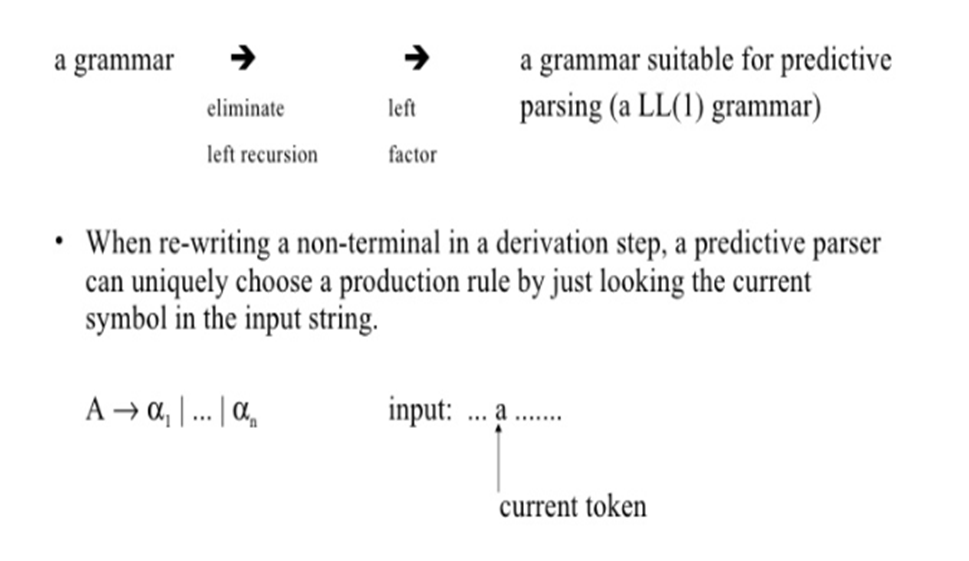 a grammar ➔ ➔ a grammar suitable for predictive
eliminate left parsing (a LL(1) grammar)
left recursion factor
• When re-writing a non-terminal in a derivation step, a predictive parser
can uniquely choose a production rule by just looking the current
symbol in the input string.
A → α₁ | ... | αₙ input: ... a .......
current token